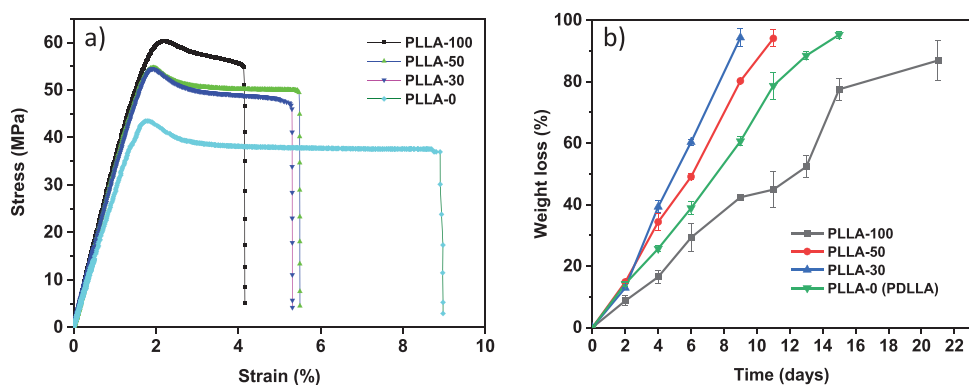 a)
PLLA-100
PLLA-50
PLLA-30
PLLA-0
60
50
40
30
20
10
0
0 2 4 6 8 10
Stress (MPa)
Strain (%)
b)
100
80
60
40
20
0
PLLA-100
PLLA-50
PLLA-30
PLLA-0 (PDLLA)
0 2 4 6 8 10 12 14 16 18 20 22
Weight loss (%)
Time (days)